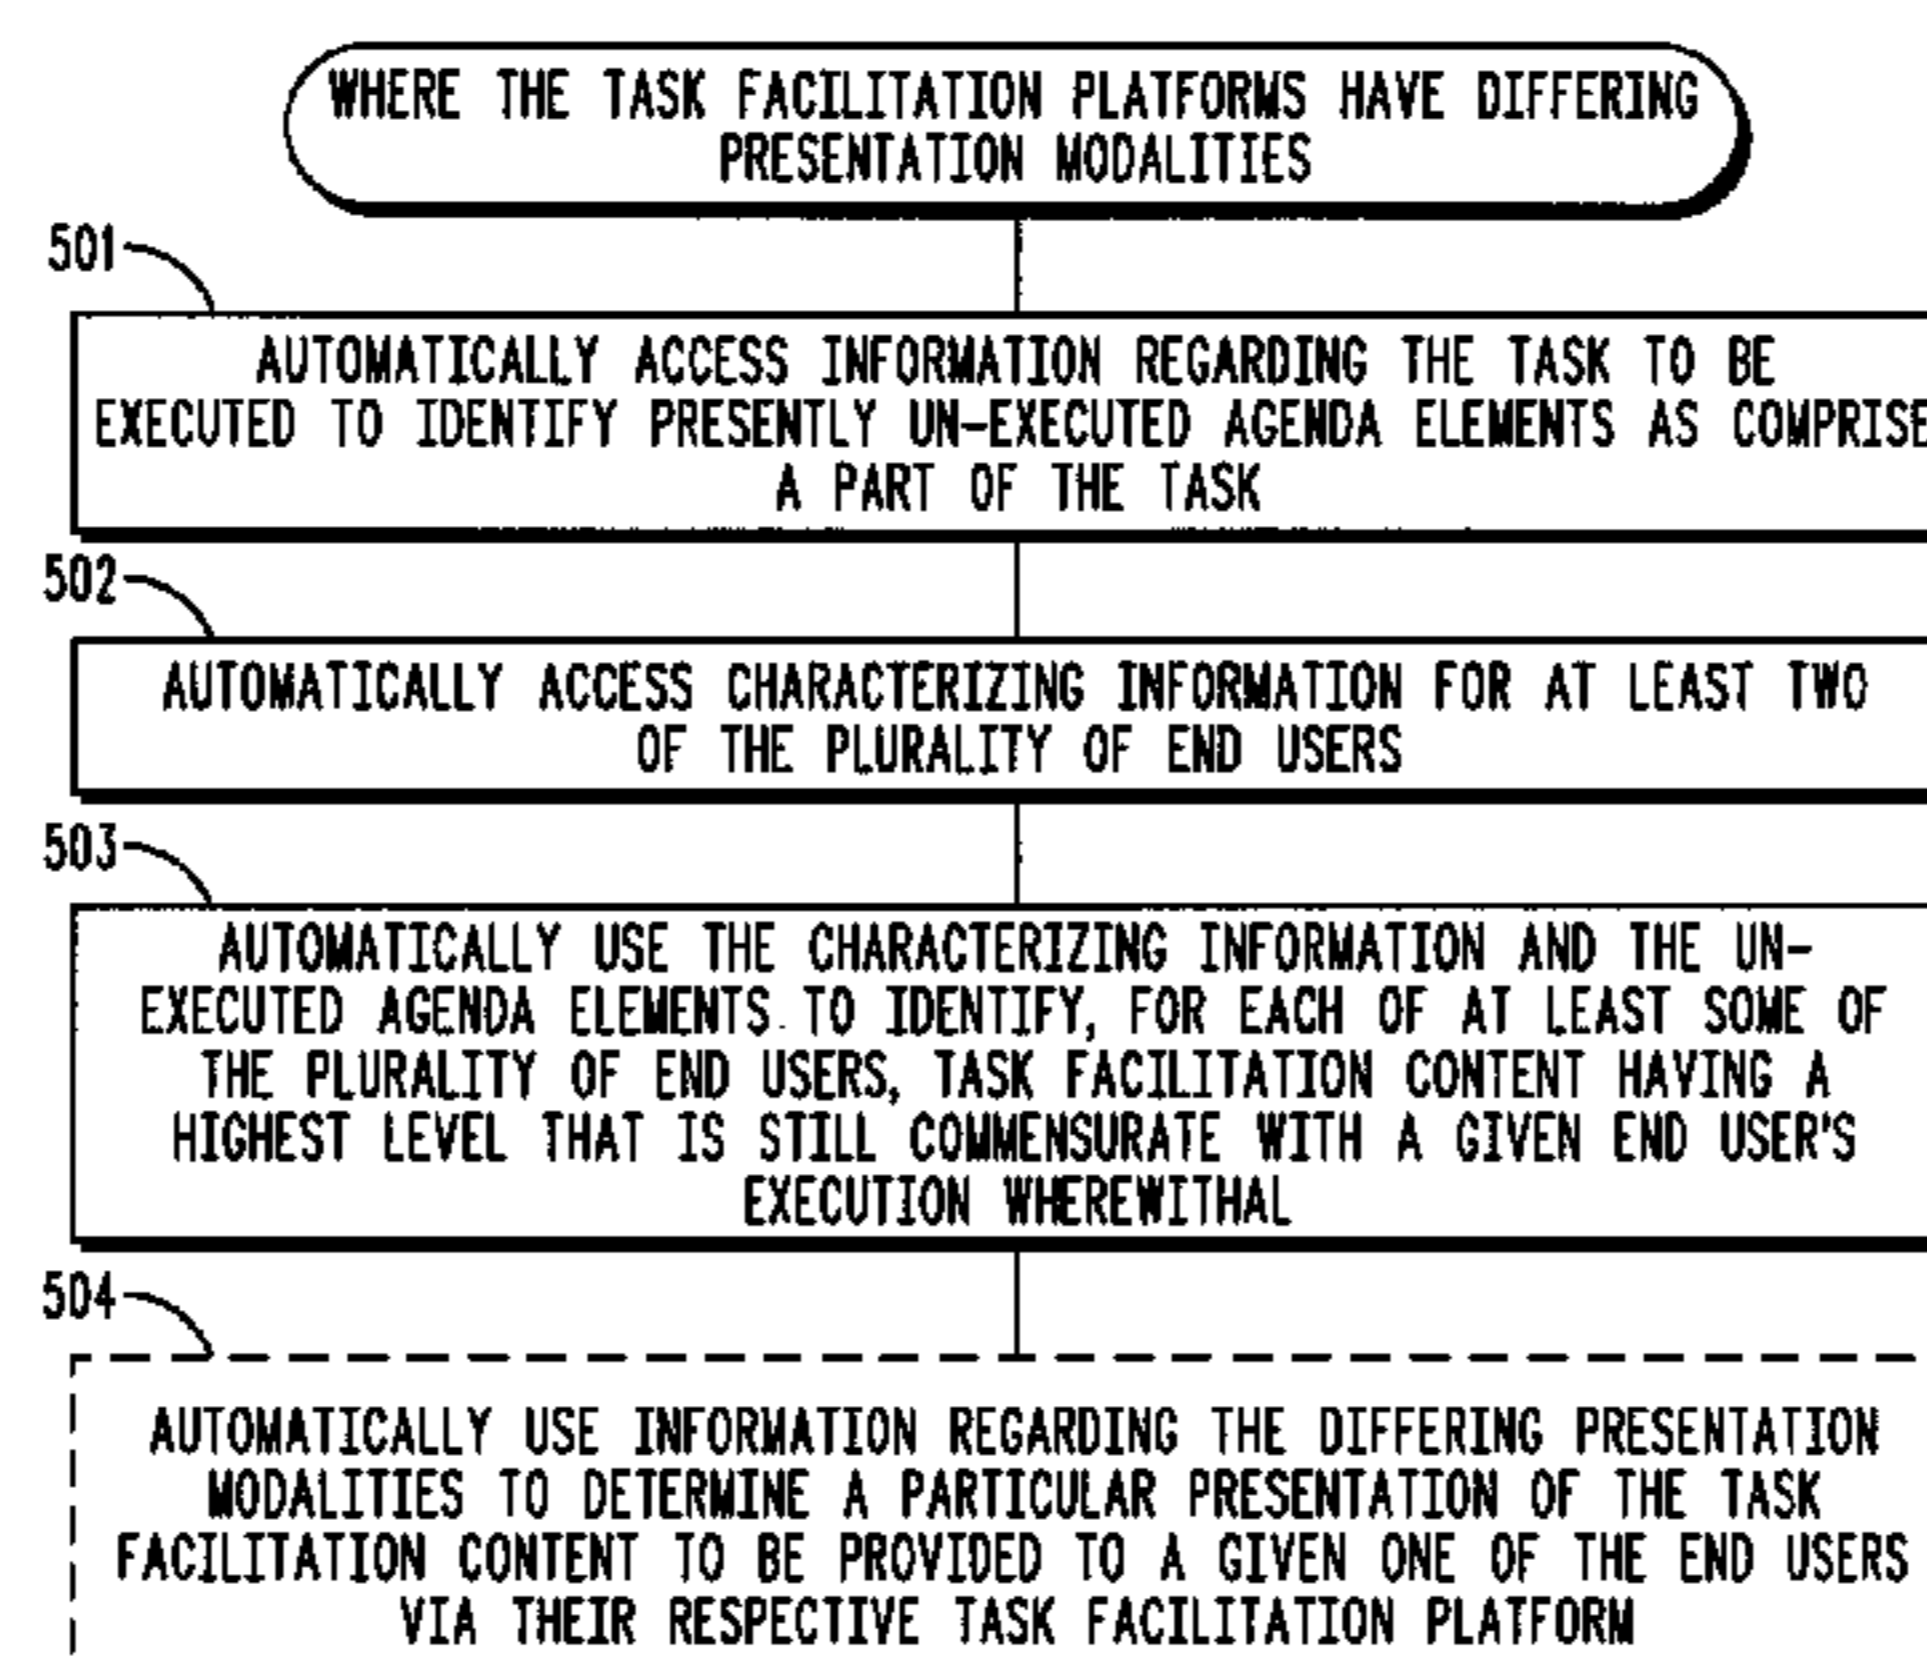 WHERE THE TASK FACILITATION PLATFORMS HAVE DIFFERING
PRESENTATION MODALITIES
501
AUTOMATICALLY ACCESS INFORMATION REGARDING THE TASK TO BE
EXECUTED TO IDENTIFY PRESENTLY UN-EXECUTED AGENDA ELEMENTS AS COMPRISE
A PART OF THE TASK
502
AUTOMATICALLY ACCESS CHARACTERIZING INFORMATION FOR AT LEAST TWO
OF THE PLURALITY OF END USERS
503
AUTOMATICALLY USE THE CHARACTERIZING INFORMATION AND THE UN-
EXECUTED AGENDA ELEMENTS TO IDENTIFY, FOR EACH OF AT LEAST SOME OF
THE PLURALITY OF END USERS, TASK FACILITATION CONTENT HAVING A
HIGHEST LEVEL THAT IS STILL COMMENSURATE WITH A GIVEN END USER'S
EXECUTION WHEREWITHAL
504
AUTOMATICALLY USE INFORMATION REGARDING THE DIFFERING PRESENTATION
MODALITIES TO DETERMINE A PARTICULAR PRESENTATION OF THE TASK
FACILITATION CONTENT TO BE PROVIDED TO A GIVEN ONE OF THE END USERS
VIA THEIR RESPECTIVE TASK FACILITATION PLATFORM